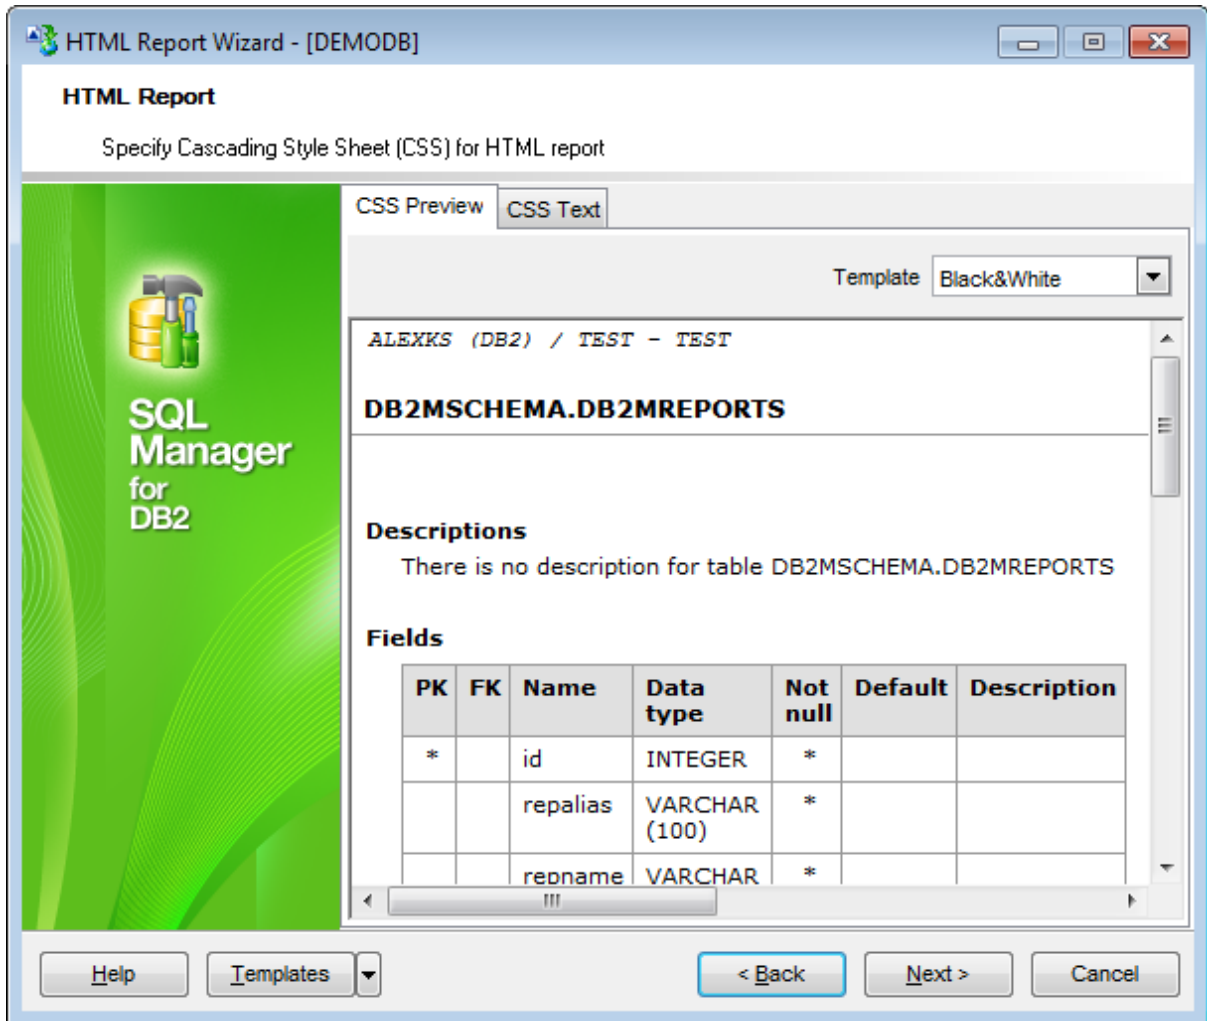 HTML Report Wizard - [DEMODB]
HTML Report
Specify Cascading Style Sheet (CSS) for HTML report
CSS Preview CSS Text
SQL
Manager
for
DB2
Template Black&White
ALEXKS (DB2) / TEST - TEST
DB2MSCHEMA.DB2MREPORTS
Descriptions
There is no description for table DB2MSCHEMA.DB2MREPORTS
Fields
PK FK Name Data type Not null Default Description
* id INTEGER *
repalias VARCHAR (100) *
repname VARCHAR *
Help Templates < Back Next > Cancel